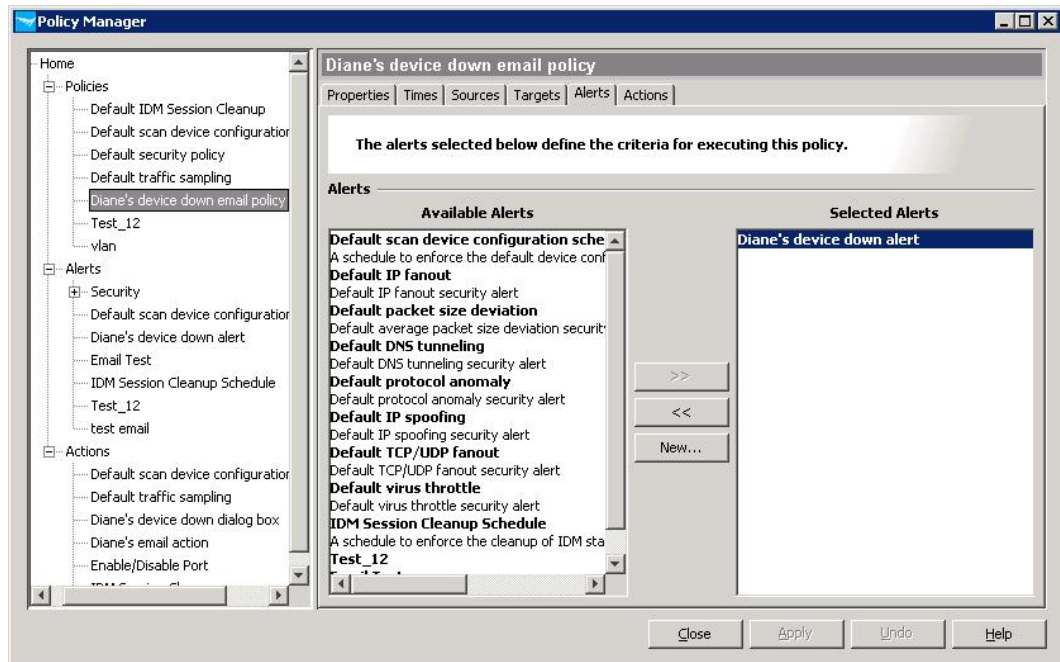 Policy Manager
Home
Policies
Default IDM Session Cleanup
Default scan device configuration
Default security policy
Default traffic sampling
Diane's device down email policy
Test_12
vlan
Alerts
Security
Default scan device configuration
Diane's device down alert
Email Test
IDM Session Cleanup Schedule
Test_12
test email
Actions
Default scan device configuration
Default traffic sampling
Diane's device down dialog box
Diane's email action
Enable/Disable Port
Diane's device down email policy
Properties
Times
Sources
Targets
Alerts
Actions
The alerts selected below define the criteria for executing this policy.
Alerts
Available Alerts
Default scan device configuration sche
A schedule to enforce the default device conf
Default IP fanout
Default IP fanout security alert
Default packet size deviation
Default average packet size deviation securit
Default DNS tunneling
Default DNS tunneling security alert
Default protocol anomaly
Default protocol anomaly security alert
Default IP spoofing
Default IP spoofing security alert
Default TCP/UDP fanout
Default TCP/UDP fanout security alert
Default virus throttle
Default virus throttle security alert
IDM Session Cleanup Schedule
A schedule to enforce the cleanup of IDM sta
Test_12
>>
<<
New...
Selected Alerts
Diane's device down alert
Close
Apply
Undo
Help